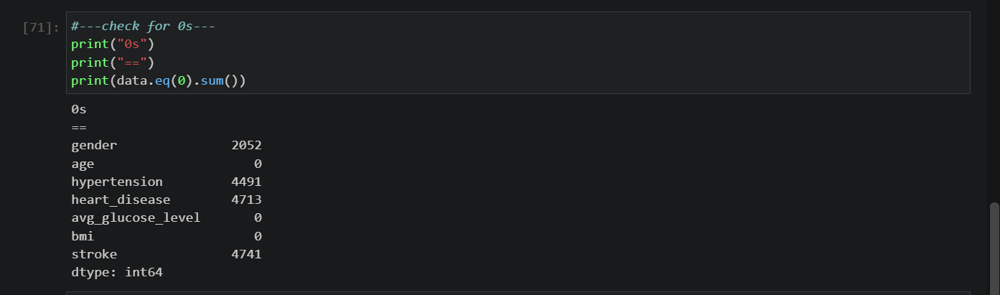 [71]: #---check for 0s---
print("0s")
print("==")
print(data.eq(0).sum())
0s
==
gender 2052
age 0
hypertension 4491
heart_disease 4713
avg_glucose_level 0
bmi 0
stroke 4741
dtype: int64